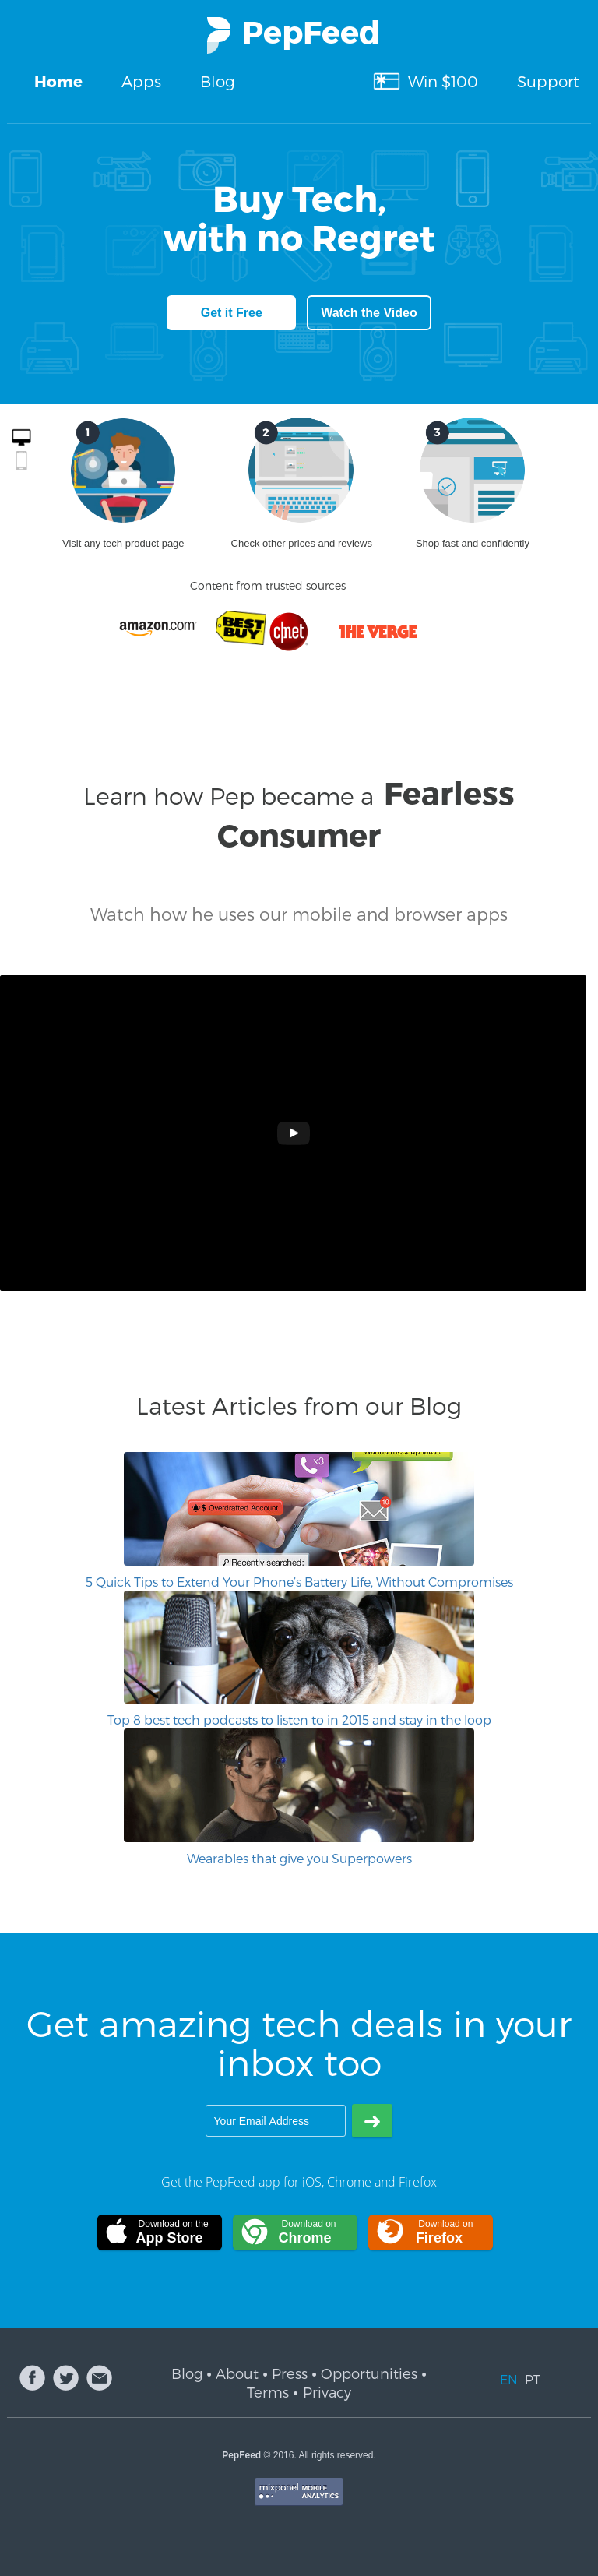 PepFeed
Home Apps Blog Win $100 Support
Buy Tech,
with no Regret
Get it Free Watch the Video
1 2 3
Visit any tech product page Check other prices and reviews Shop fast and confidently
Content from trusted sources
amazon.com BEST BUY c|net THE VERGE
Learn how Pep became a Fearless
Consumer
Watch how he uses our mobile and browser apps
Latest Articles from our Blog
x3
10
Overdrafted Account
Recently searched:
5 Quick Tips to Extend Your Phone's Battery Life, Without Compromises
Top 8 best tech podcasts to listen to in 2015 and stay in the loop
Wearables that give you Superpowers
Get amazing tech deals in your
inbox too
Your Email Address
Get the PepFeed app for iOS, Chrome and Firefox
Download on the Download on Download on
App Store Chrome Firefox
Blog • About • Press • Opportunities •
Terms • Privacy
EN PT
PepFeed © 2016. All rights reserved.
mixpanel MOBILE
ANALYTICS